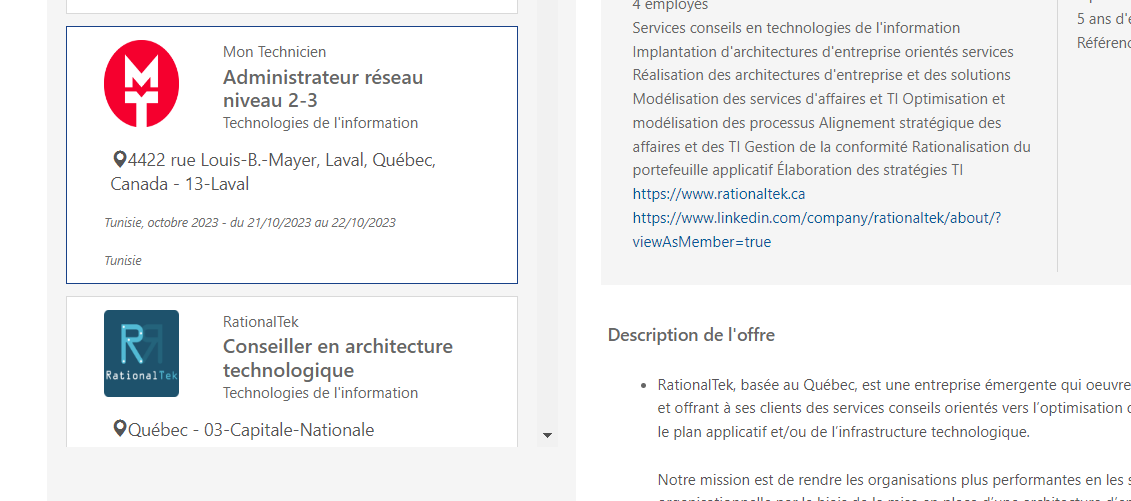 Mon Technicien
Administrateur réseau
niveau 2-3
Technologies de l'information
4422 rue Louis-B.-Mayer, Laval, Québec,
Canada - 13-Laval
Tunisie, octobre 2023 - du 21/10/2023 au 22/10/2023
Tunisie
RationalTek
RationalTek
Conseiller en architecture
technologique
Technologies de l'information
Québec - 03-Capitale-Nationale
4 employés
Services conseils en technologies de l'information
Implantation d'architectures d'entreprise orientés services
Réalisation des architectures d'entreprise et des solutions
Modélisation des services d'affaires et TI Optimisation et
modélisation des processus Alignement stratégique des
affaires et des TI Gestion de la conformité Rationalisation du
portefeuille applicatif Élaboration des stratégies TI
https://www.rationaltek.ca
https://www.linkedin.com/company/rationaltek/about/?
viewAsMember=true
5 ans d'e
Référenc
Description de l'offre
• RationalTek, basée au Québec, est une entreprise émergente qui oeuvre
et offrant à ses clients des services conseils orientés vers l'optimisation
le plan applicatif et/ou de l'infrastructure technologique.
Notre mission est de rendre les organisations plus performantes en les